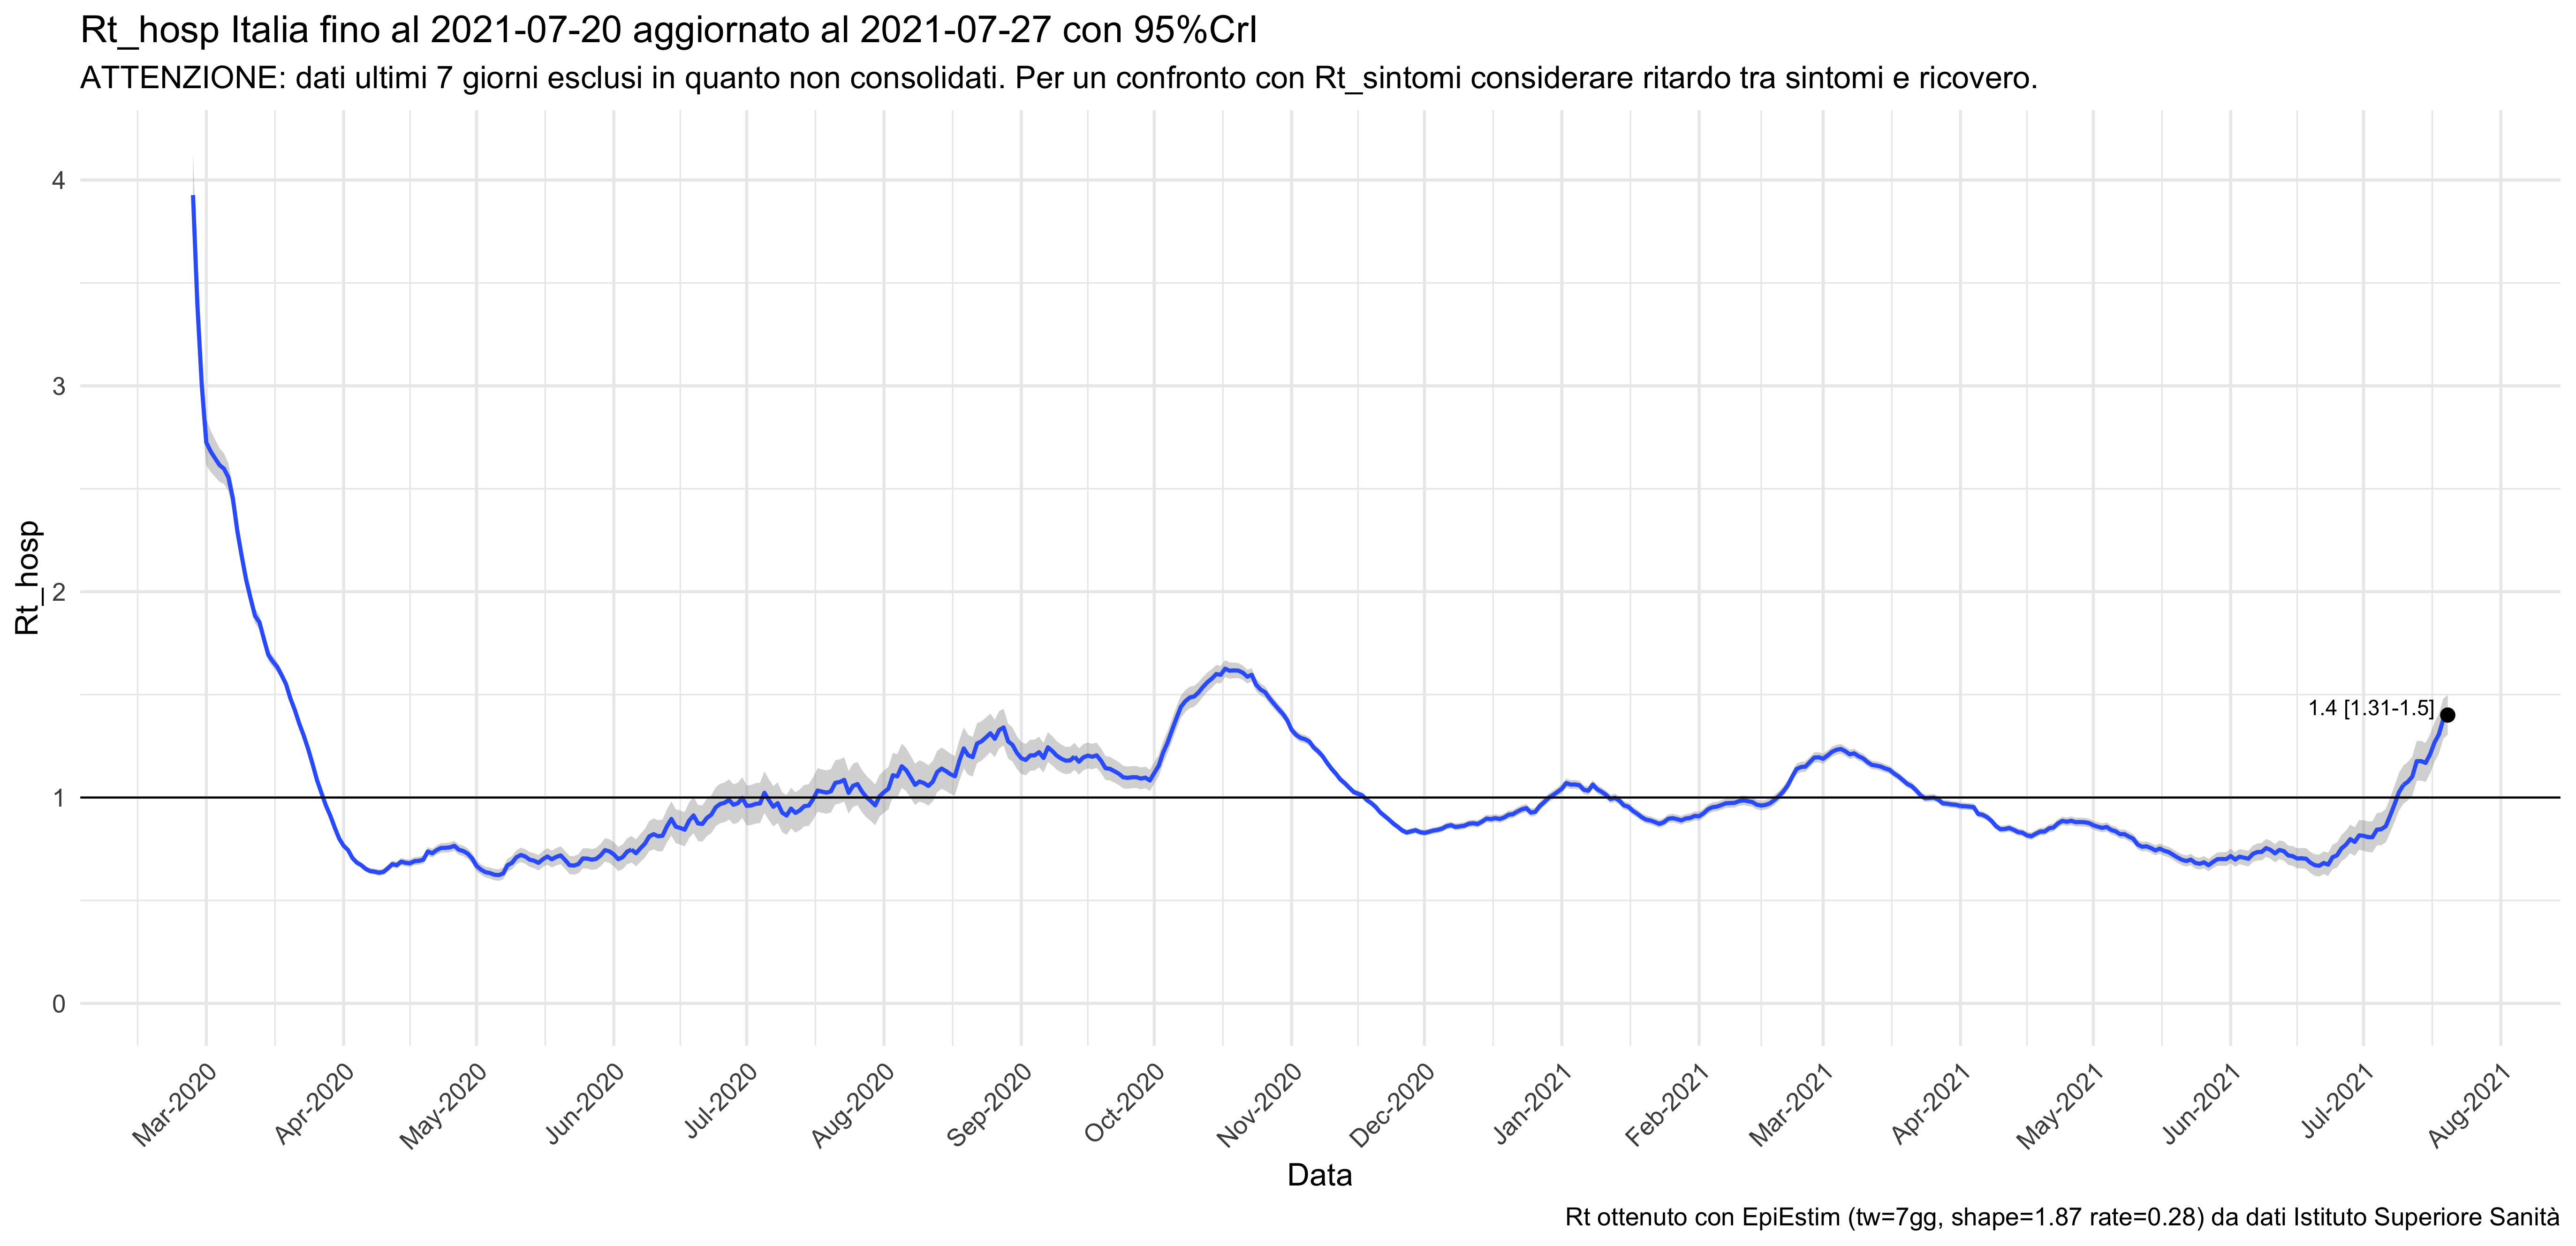 Rt_hosp Italia fino al 2021-07-20 aggiornato al 2021-07-27 con 95%CrI
ATTENZIONE: dati ultimi 7 giorni esclusi in quanto non consolidati. Per un confronto con Rt_sintomi considerare ritardo tra sintomi e ricovero.
4
3
2
1
0
Rt_hosp
1.4 [1.31-1.5]
Mar-2020
Apr-2020
May-2020
Jun-2020
Jul-2020
Aug-2020
Sep-2020
Oct-2020
Nov-2020
Dec-2020
Jan-2021
Feb-2021
Mar-2021
Apr-2021
May-2021
Jun-2021
Jul-2021
Aug-2021
Data
Rt ottenuto con EpiEstim (tw=7gg, shape=1.87 rate=0.28) da dati Istituto Superiore Sanità